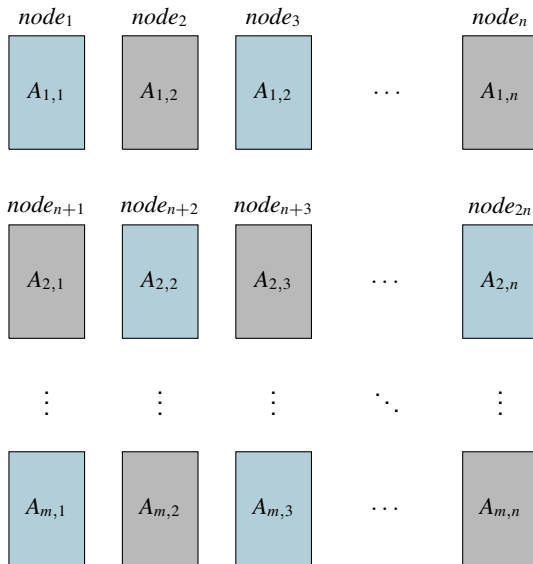 node₁ node₂ node₃ nodeₙ
A₁,₁ A₁,₂ A₁,₂ ⋯ A₁,ₙ
nodeₙ₊₁ nodeₙ₊₂ nodeₙ₊₃ node₂ₙ
A₂,₁ A₂,₂ A₂,₃ ⋯ A₂,ₙ
⋮ ⋮ ⋮ ⋱ ⋮
Aₘ,₁ Aₘ,₂ Aₘ,₃ ⋯ Aₘ,ₙ